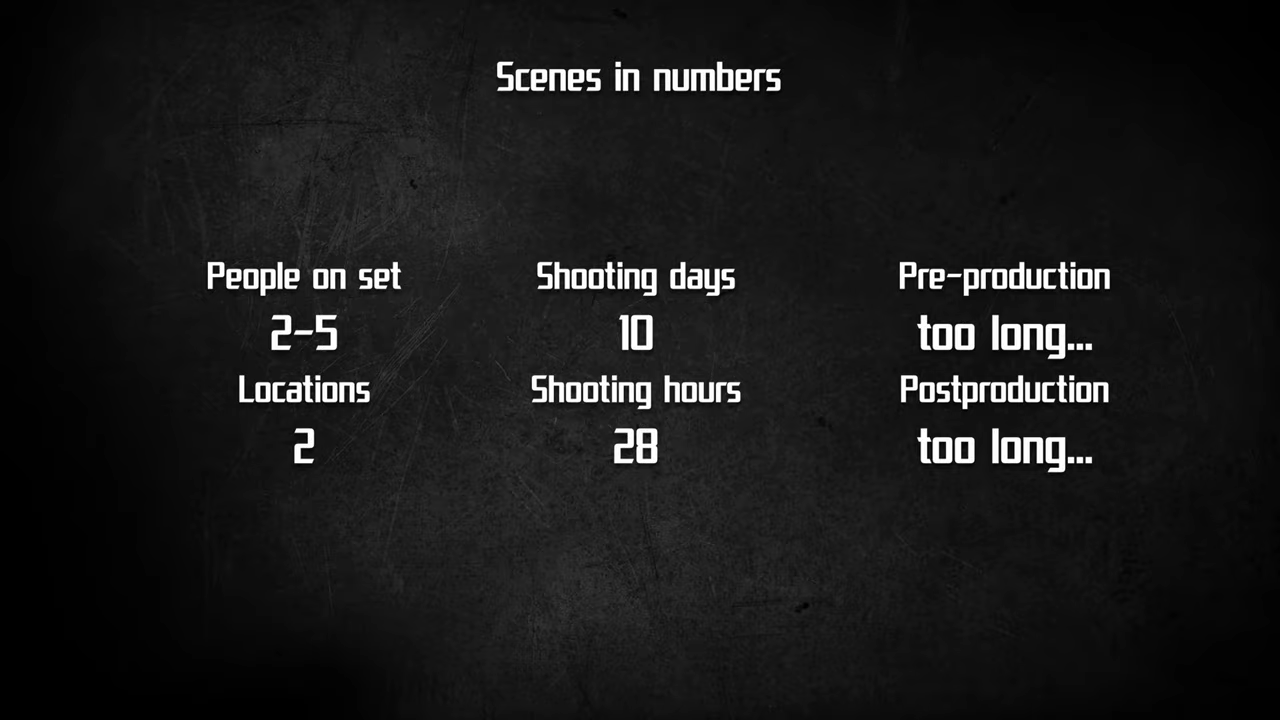 Scenes in numbers
People on set
2-5
Locations
2
Shooting days
10
Shooting hours
28
Pre-production
too long...
Postproduction
too long...